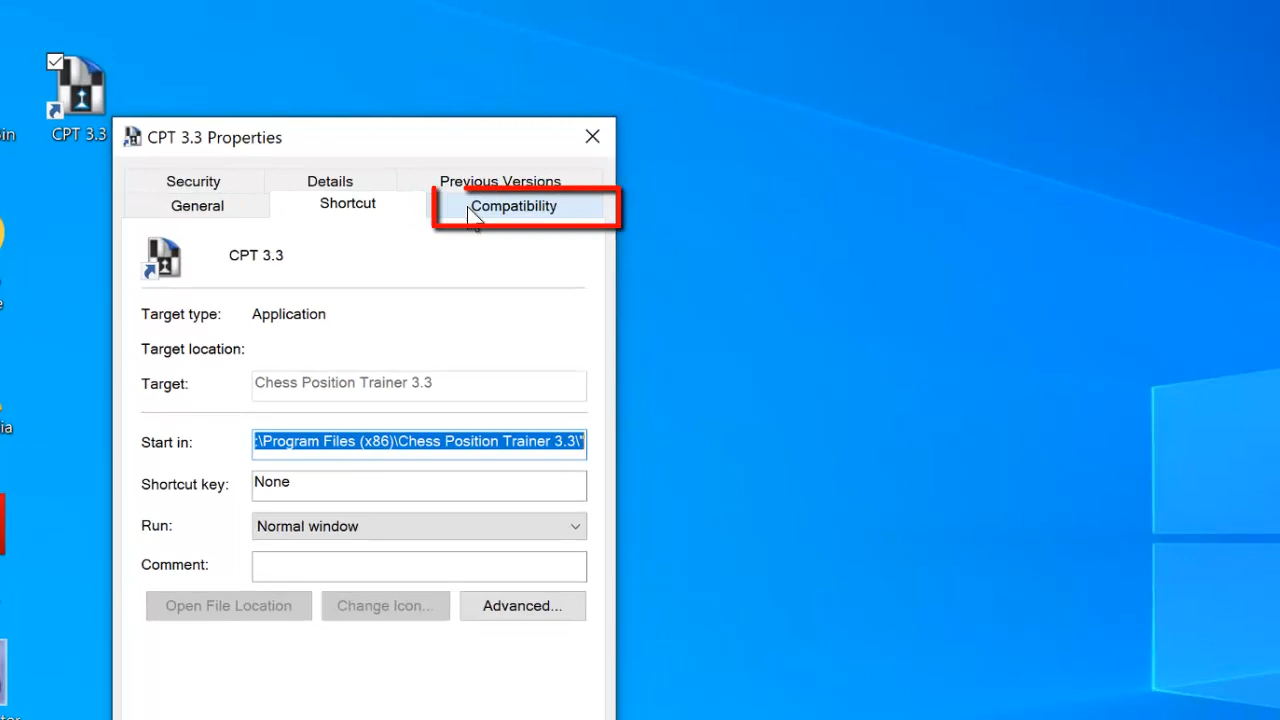 in
CPT 3.3
CPT 3.3 Properties
Security
Details
Previous Versions
General
Shortcut
Compatibility
CPT 3.3
Target type:
Application
Target location:
Target:
Chess Position Trainer 3.3
Start in:
:\Program Files (x86)\Chess Position Trainer 3.3\"
Shortcut key:
None
Run:
Normal window
Comment:
Open File Location
Change Icon...
Advanced...
e
ia